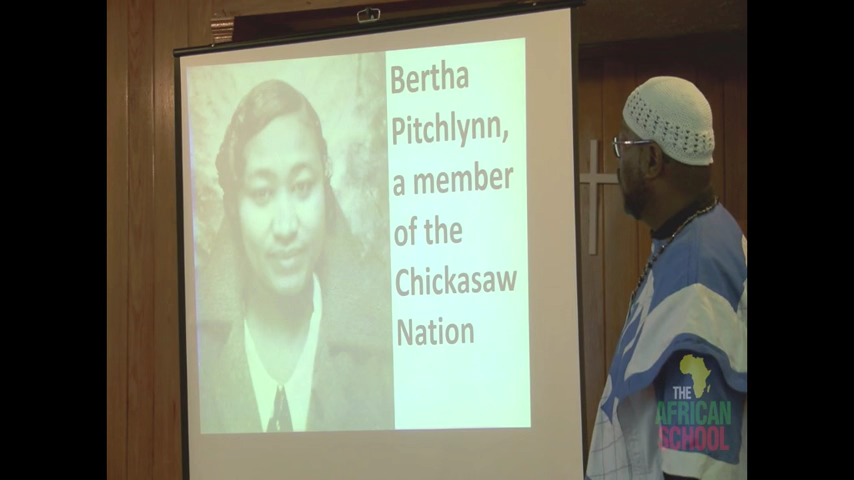 Bertha
Pitchlynn,
a member
of the
Chickasaw
Nation
THE
AFRICAN
SCHOOL